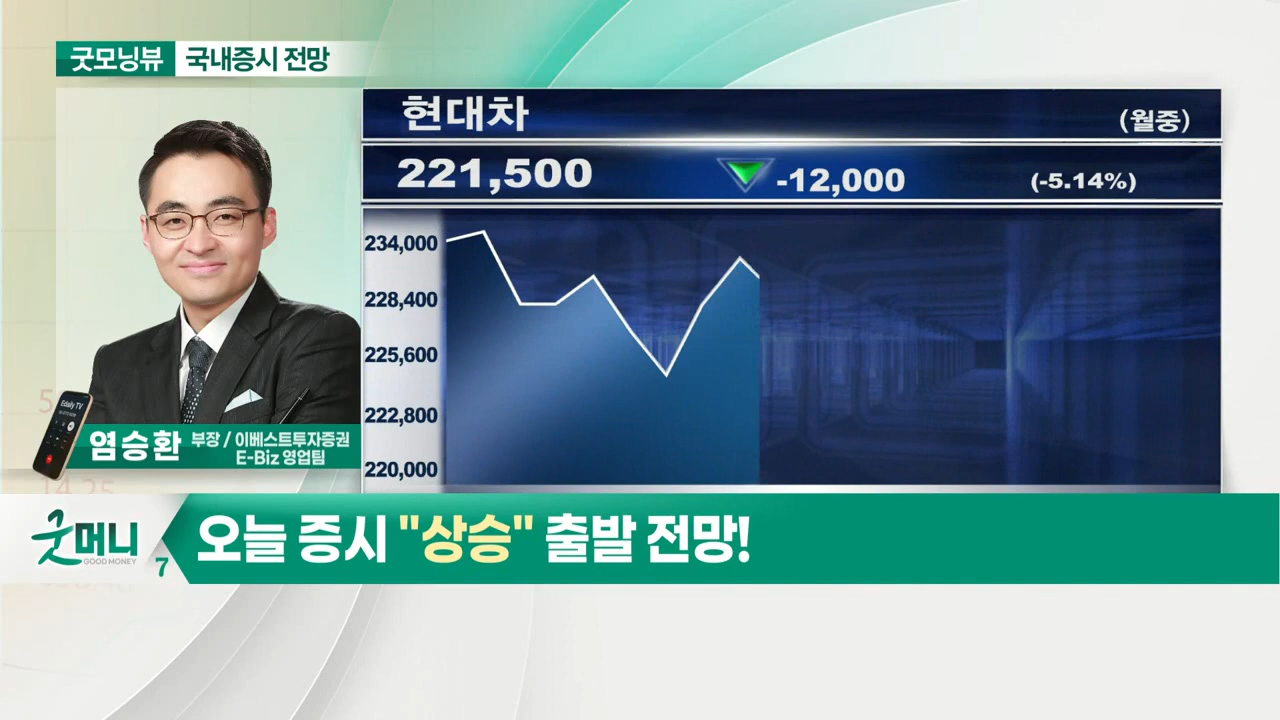 굿모닝뷰 국내증시 전망
현대차 (월중)
221,500 -12,000 (-5.14%)
234,000
228,400
225,600
222,800
220,000
Edaily TV
염승환 부장 / 이베스트투자증권
E-Biz 영업팀
굿머니
GOOD MONEY
7
오늘 증시 "상승" 출발 전망!